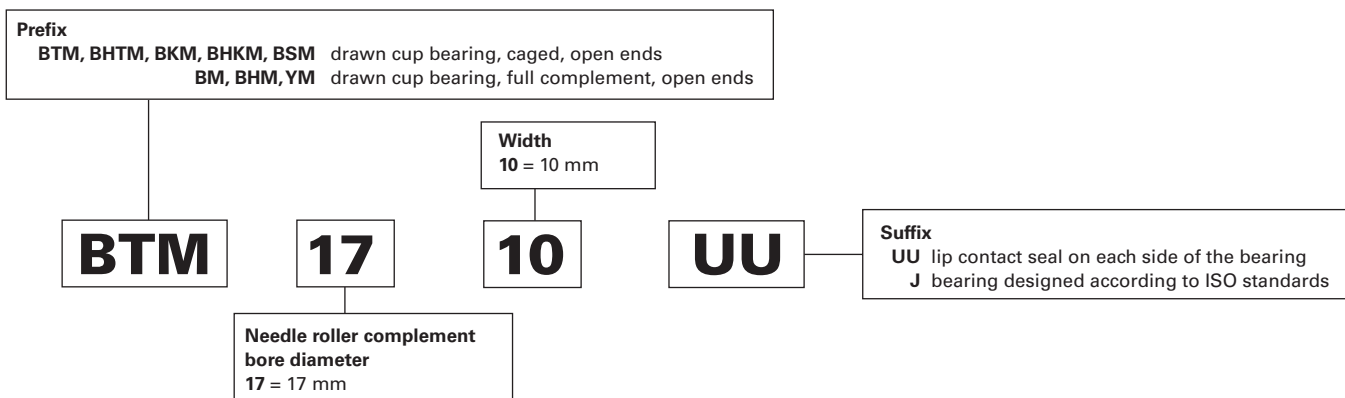 Prefix
BTM, BHTM, BKM, BHKM, BSM drawn cup bearing, caged, open ends
BM, BHM, YM drawn cup bearing, full complement, open ends
Width
10 = 10 mm
BTM 17 10 UU
Suffix
UU lip contact seal on each side of the bearing
J bearing designed according to ISO standards
Needle roller complement
bore diameter
17 = 17 mm